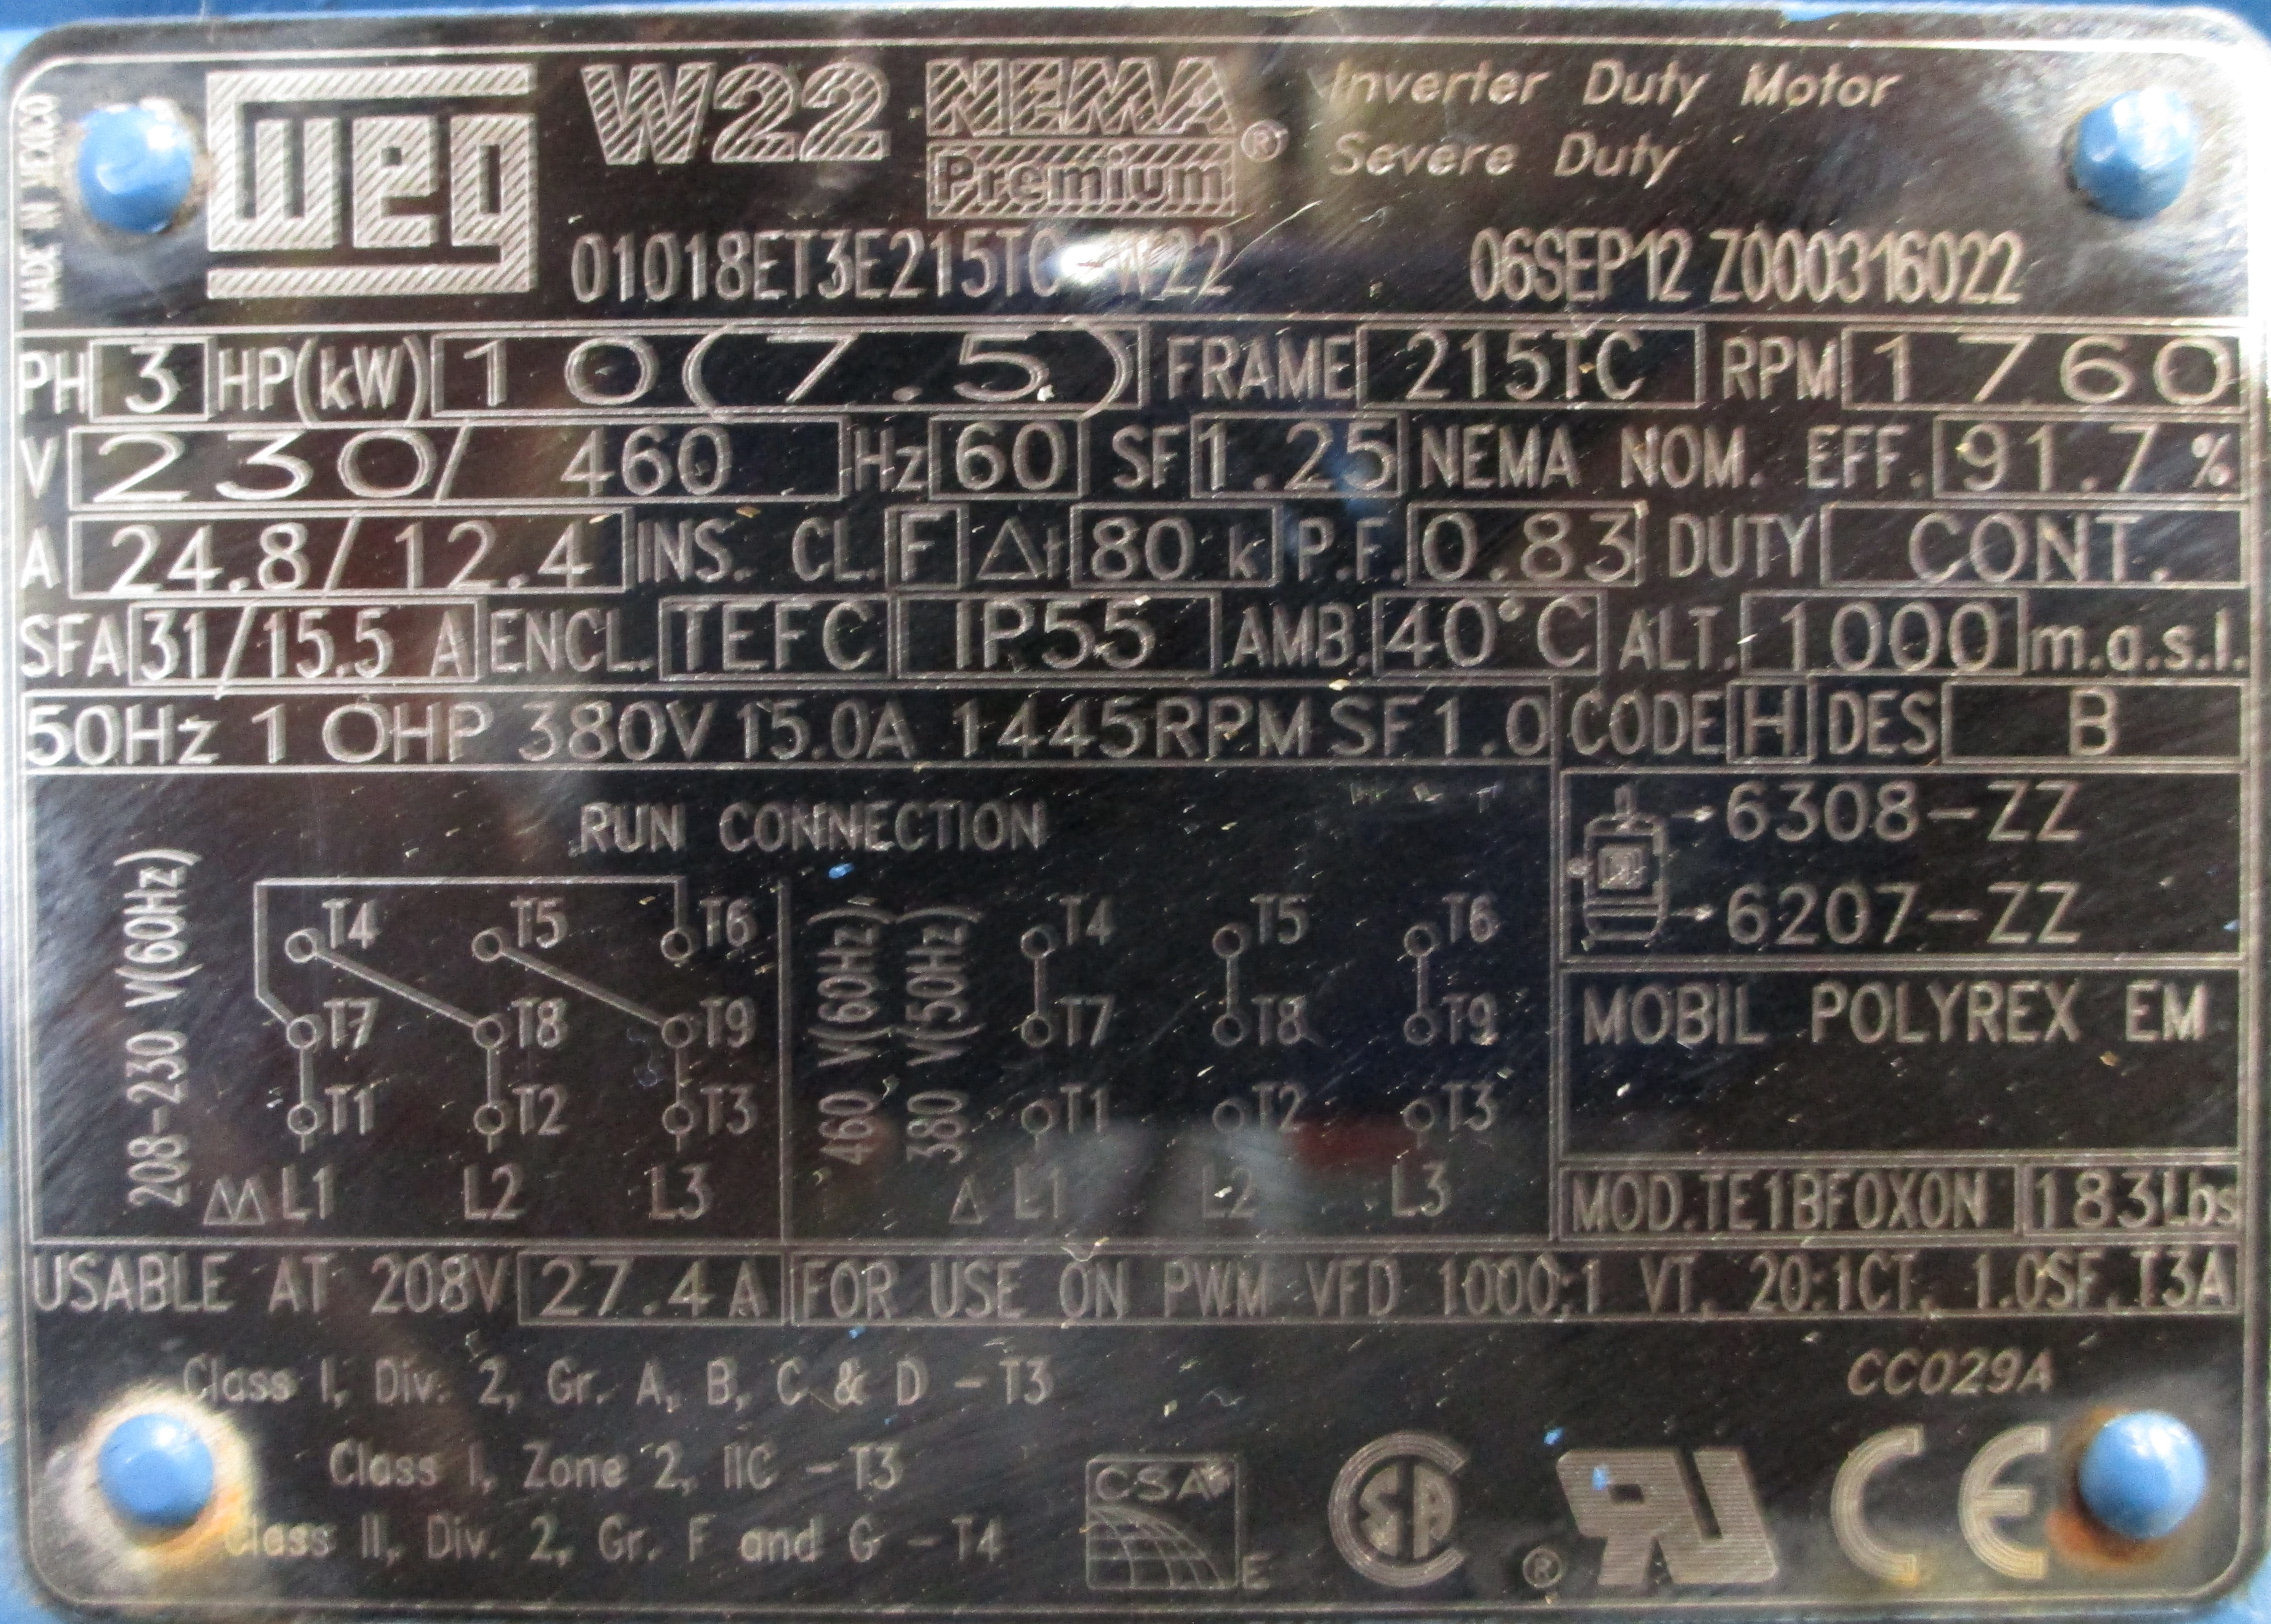 MADE IN MEXICO
weg W22 NEMA Premium® Inverter Duty Motor
Severe Duty
01018ET3E215TC-W22 06SEP12 Z000316022
PH 3 HP(kW) 10(7.5) FRAME 215TC RPM 1760
V 230/460 Hz 60 SF 1.25 NEMA NOM. EFF. 91.7 %
A 24.8/12.4 INS. CL. F Δt 80 k P.F. 0.83 DUTY CONT.
SFA 31/15.5 A ENCL. TEFC IP55 AMB. 40°C ALT. 1000 m.a.s.l.
50Hz 10HP 380V 15.0A 1445RPM SF1.0 CODE H DES B
RUN CONNECTION
208-230 V(60Hz)
T4 T5 T6
T7 T8 T9
T1 T2 T3
ΔΔ L1 L2 L3
460 V(60Hz)
380 V(50Hz)
T4 T5 T6
T7 T8 T9
T1 T2 T3
Δ L1 L2 L3
6308-ZZ
6207-ZZ
MOBIL POLYREX EM
MOD.TE1BF0X0N 183Lbs
USABLE AT 208V 27.4 A FOR USE ON PWM VFD 1000:1 VT, 20:1CT, 1.0SF, T3A
Class I, Div. 2, Gr. A, B, C & D - T3
CC029A
Class I, Zone 2, IIC - T3
Class II, Div. 2, Gr. F and G - T4
CSA E SA ® RU CE